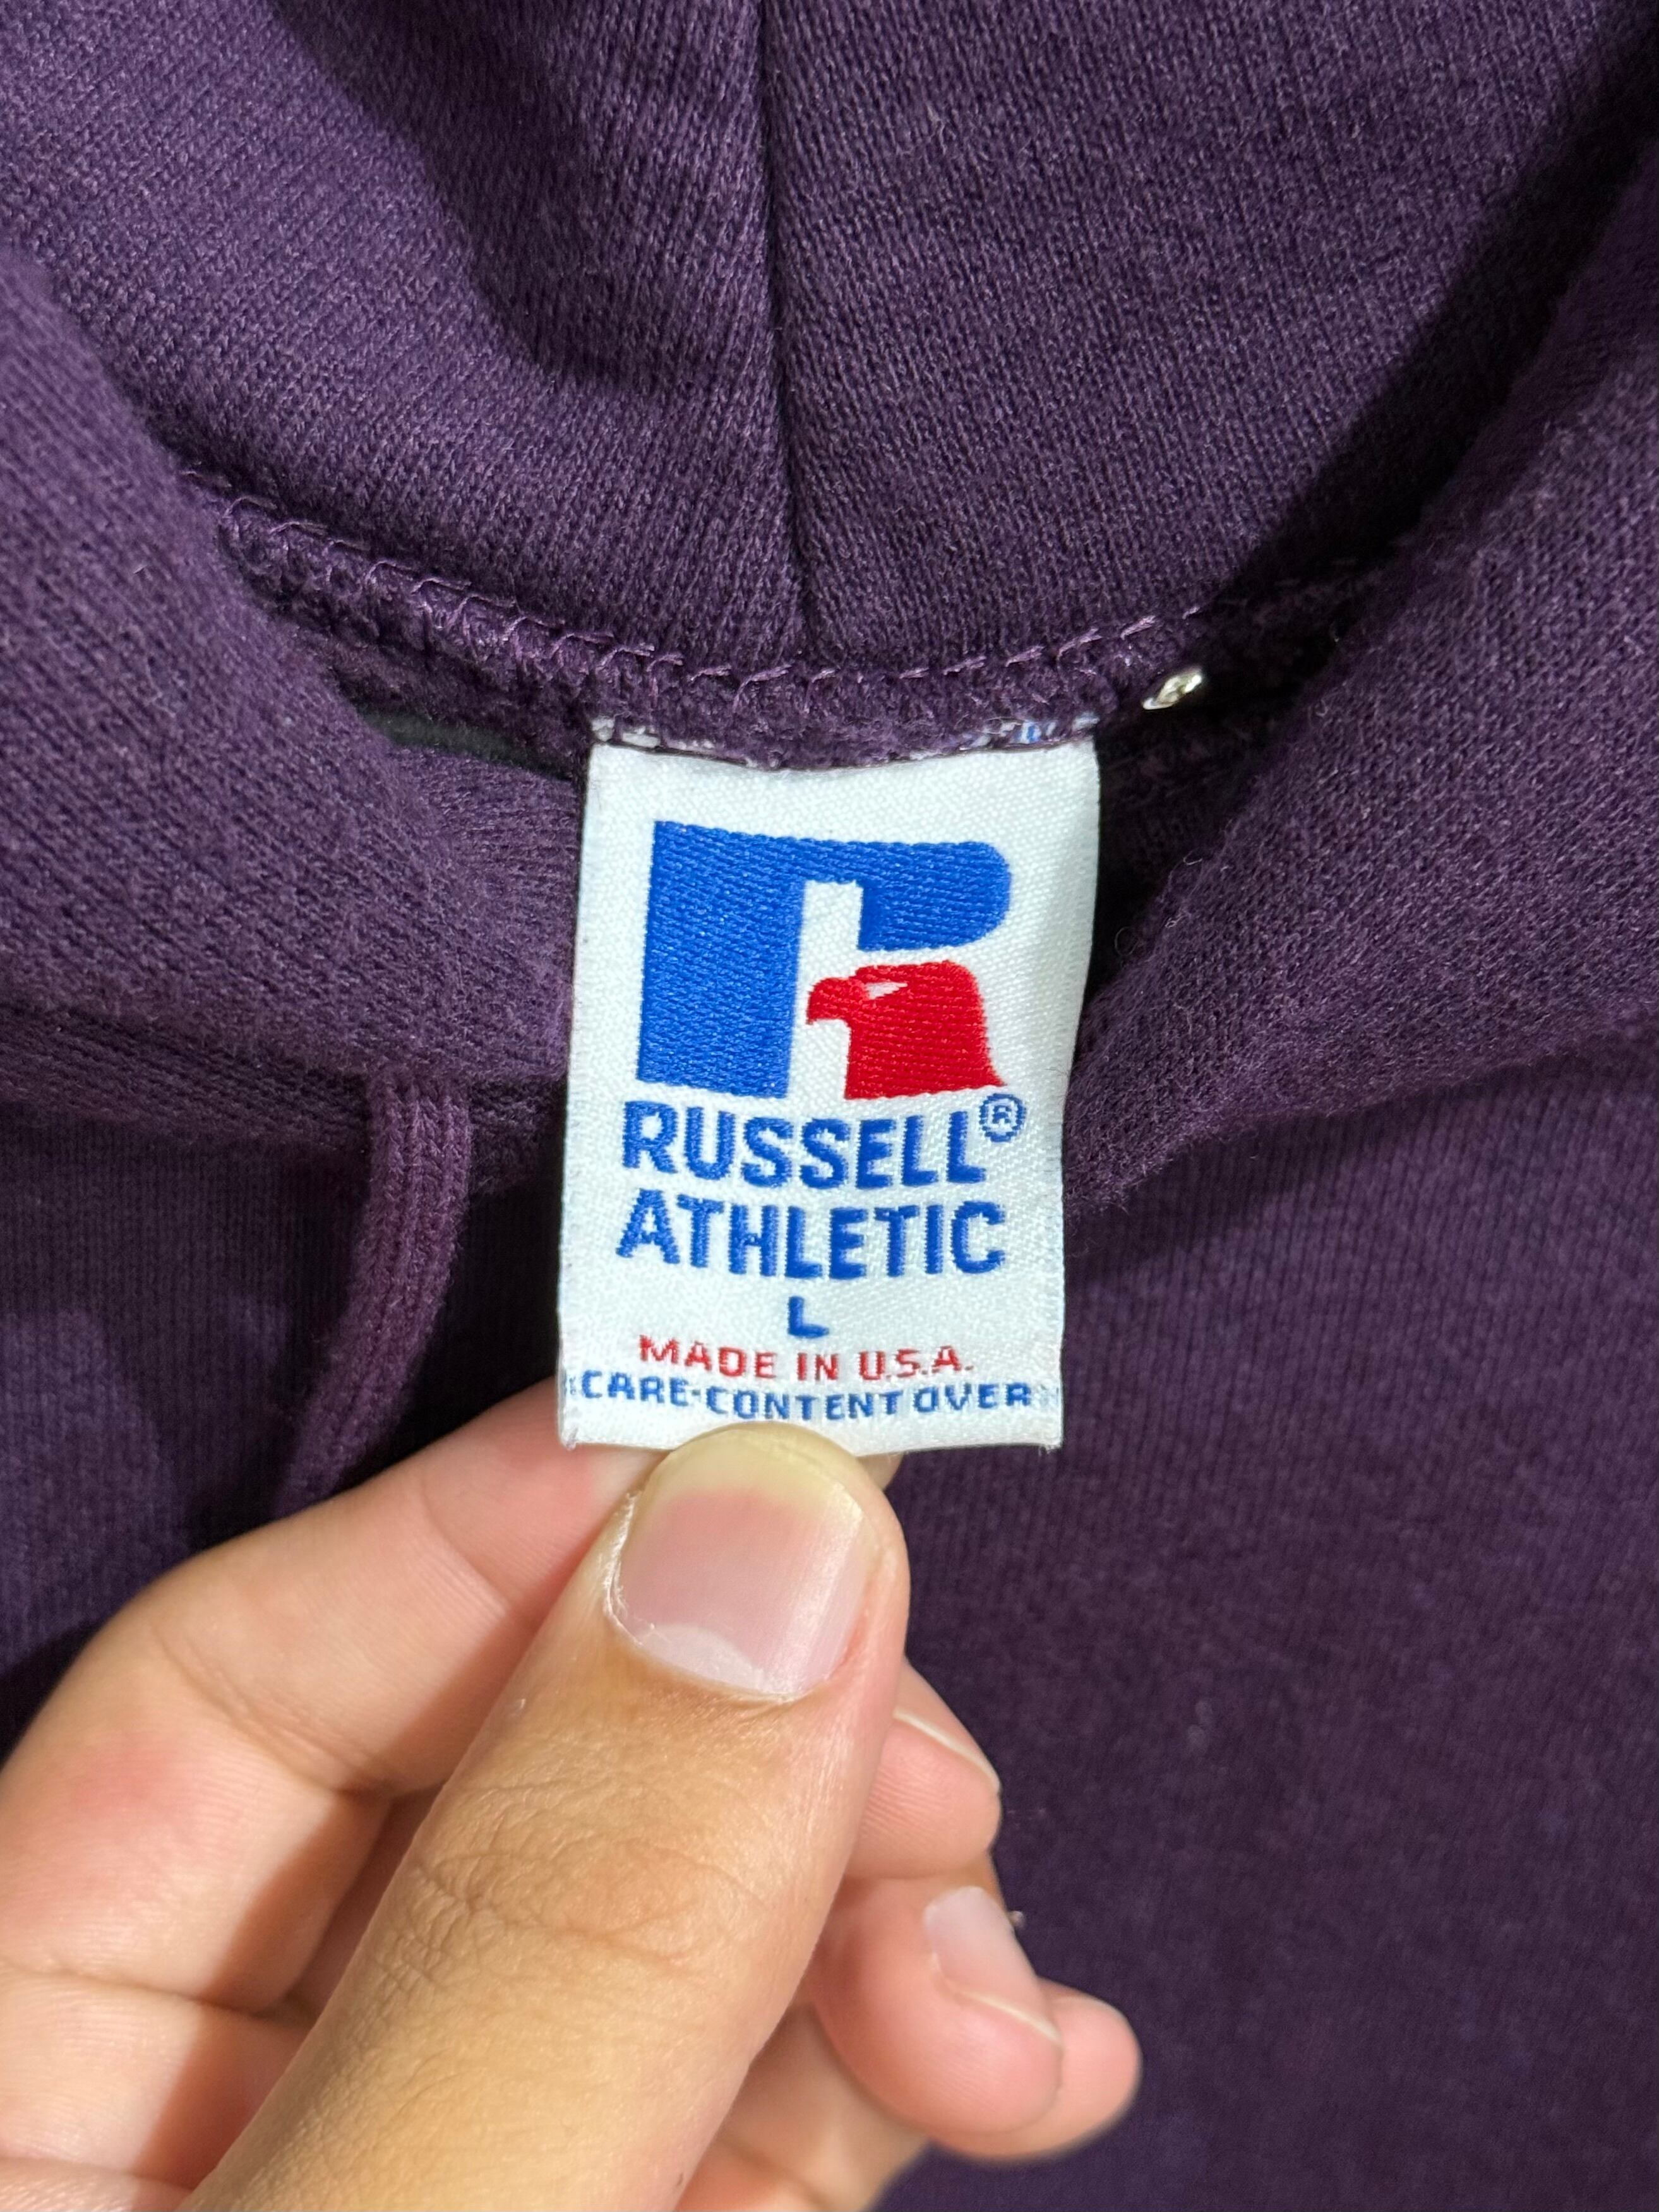 RUSSELL®
ATHLETIC
L
MADE IN U.S.A.
CARE-CONTENT OVER